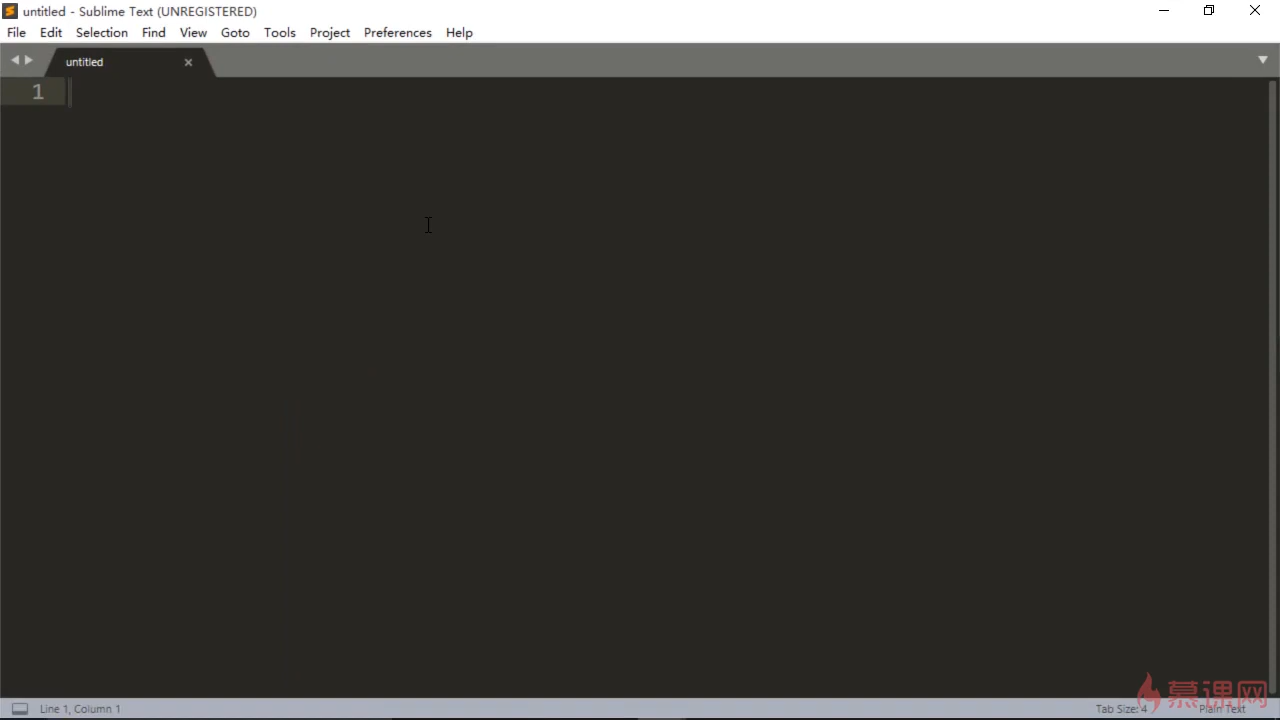 untitled - Sublime Text (UNREGISTERED)
File Edit Selection Find View Goto Tools Project Preferences Help
untitled
1
慕课网
Line 1, Column 1 Tab Size: 4 Plain Text